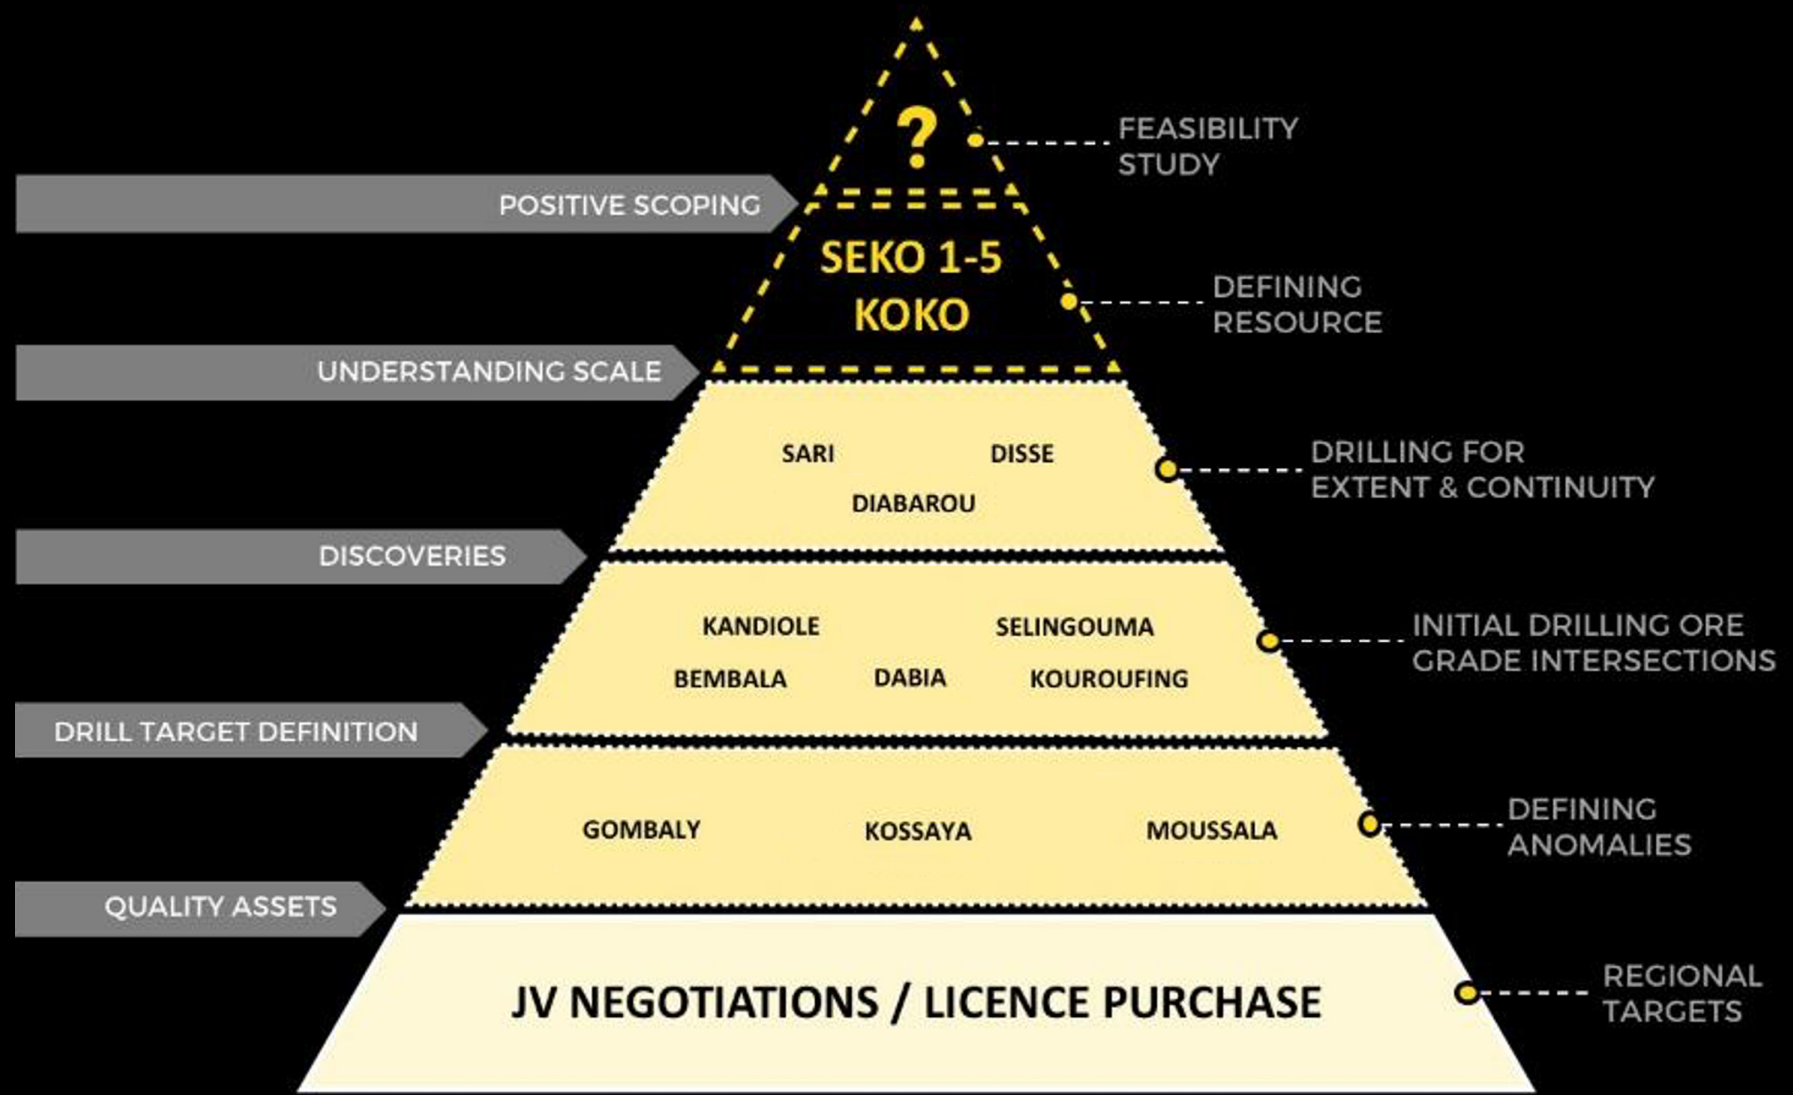 ?
FEASIBILITY
STUDY
POSITIVE SCOPING
SEKO 1-5
KOKO
DEFINING
RESOURCE
UNDERSTANDING SCALE
SARI DISSE
DIABAROU
DRILLING FOR
EXTENT & CONTINUITY
DISCOVERIES
KANDIOLE SELINGOUMA
BEMBALA DABIA KOUROUFING
INITIAL DRILLING ORE
GRADE INTERSECTIONS
DRILL TARGET DEFINITION
GOMBALY KOSSAYA MOUSSALA
DEFINING
ANOMALIES
QUALITY ASSETS
JV NEGOTIATIONS / LICENCE PURCHASE
REGIONAL
TARGETS